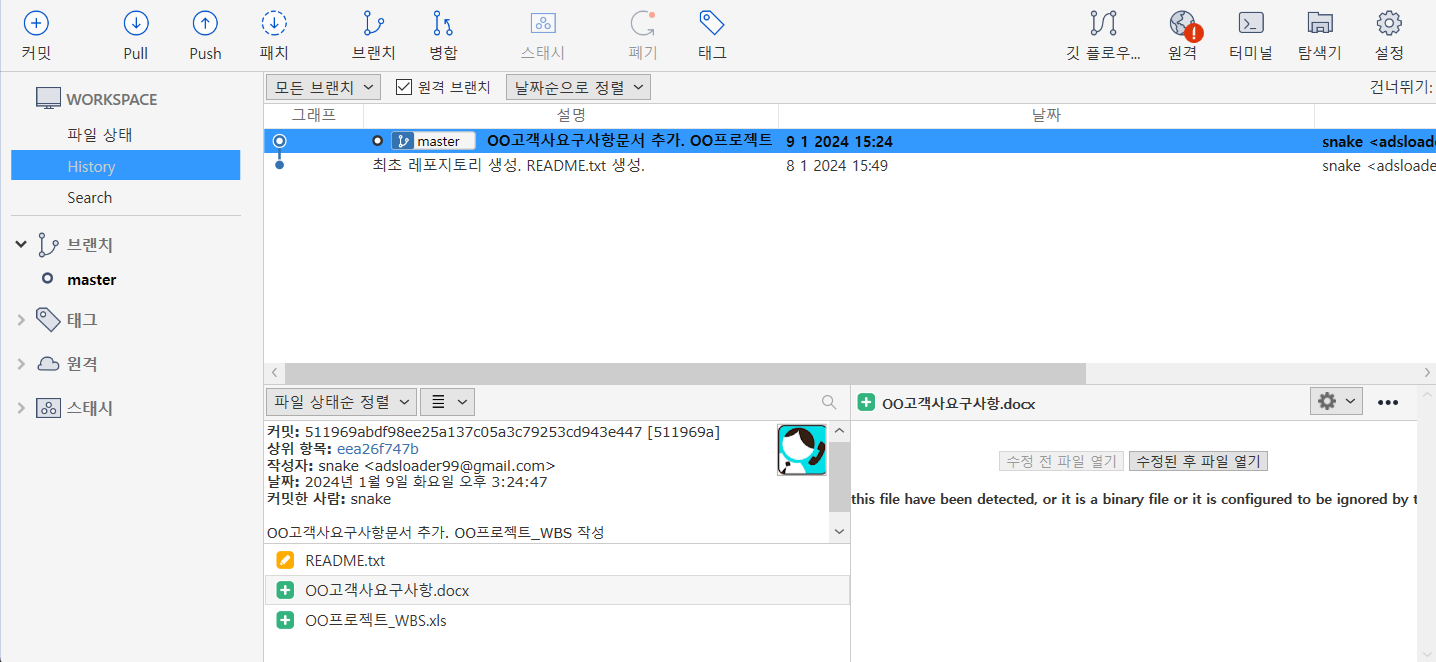 커밋 Pull Push 패치 브랜치 병합 스태시 폐기 태그 깃 플로우... 원격 터미널 탐색기 설정
WORKSPACE
파일 상태
History
Search
브랜치
master
태그
원격
스태시
모든 브랜치 원격 브랜치 날짜순으로 정렬 건너뛰기:
그래프 설명 날짜
master OO고객사요구사항문서 추가. OO프로젝트 9 1 2024 15:24 snake <adsloade
최초 레포지토리 생성. README.txt 생성. 8 1 2024 15:49 snake <adsloade
파일 상태순 정렬
커밋: 511969abdf98ee25a137c05a3c79253cd943e447 [511969a]
상위 항목: eea26f747b
작성자: snake <adsloader99@gmail.com>
날짜: 2024년 1월 9일 화요일 오후 3:24:47
커밋한 사람: snake
OO고객사요구사항문서 추가. OO프로젝트_WBS 작성
README.txt
OO고객사요구사항.docx
OO프로젝트_WBS.xls
OO고객사요구사항.docx
수정 전 파일 열기 수정된 후 파일 열기
this file have been detected, or it is a binary file or it is configured to be ignored by t